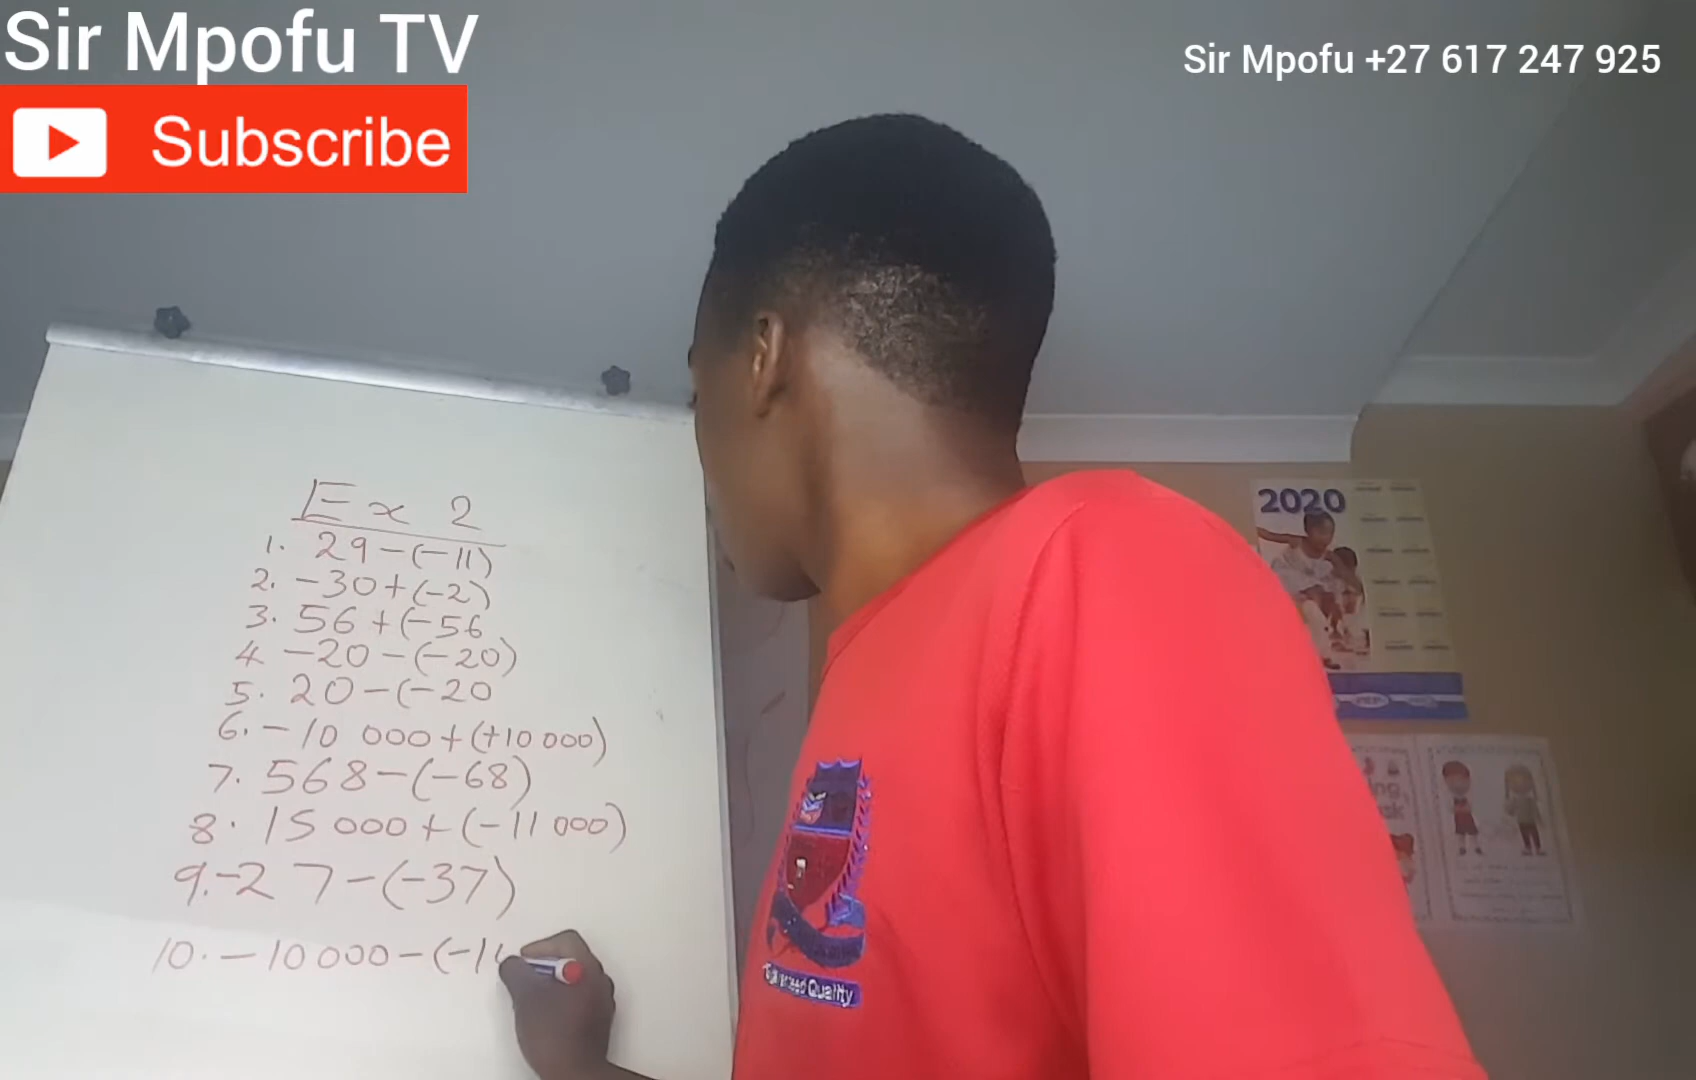 Sir Mpofu TV
Subscribe
Sir Mpofu +27 617 247 925
Ex 2
1. 29-(-11)
2. -30+(-2)
3. 56+(-56
4. -20-(-20)
5. 20-(-20
6. -10 000+(+10 000)
7. 568-(-68)
8. 15 000+(-11 000)
9. -27-(-37)
10. -10 000-(-1
2020
Quality